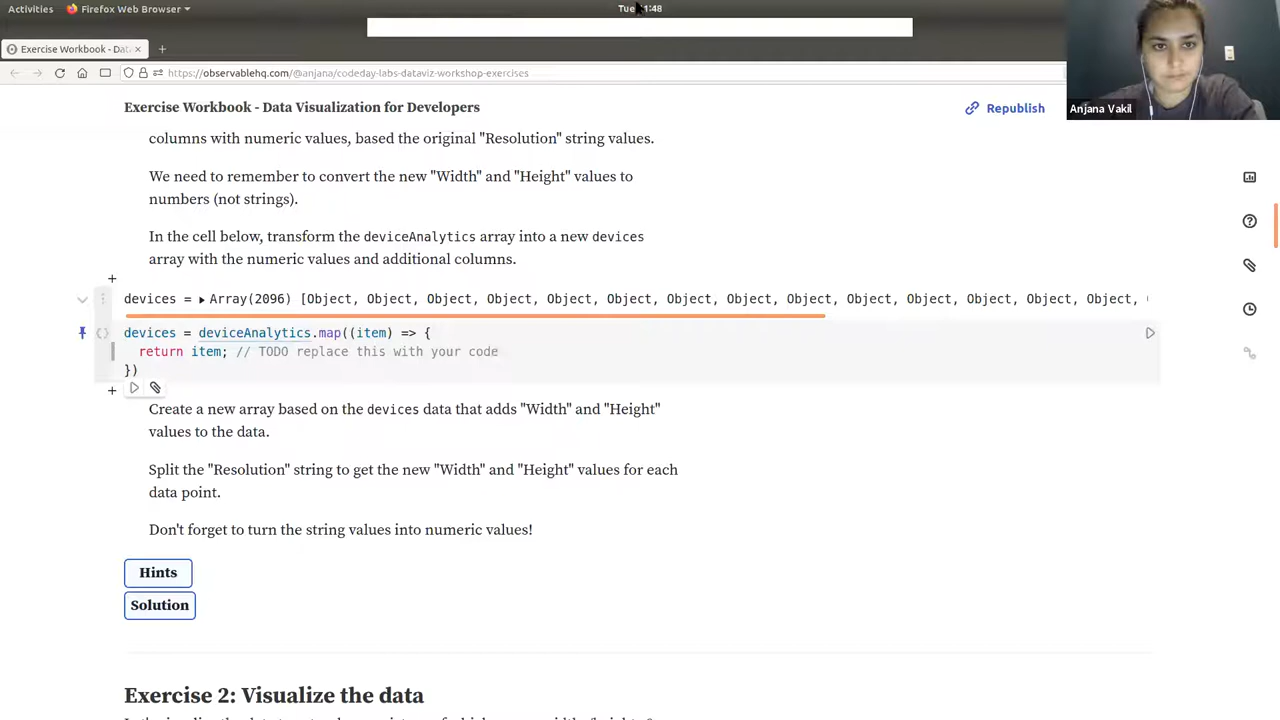 Activities Firefox Web Browser Tue 1:48
Exercise Workbook - Dat
https://observablehq.com/@anjana/codeday-labs-dataviz-workshop-exercises
Anjana Vakil
Exercise Workbook - Data Visualization for Developers
Republish
columns with numeric values, based the original "Resolution" string values.
We need to remember to convert the new "Width" and "Height" values to
numbers (not strings).
In the cell below, transform the deviceAnalytics array into a new devices
array with the numeric values and additional columns.
devices = ▸ Array(2096) [Object, Object, Object, Object, Object, Object, Object, Object, Object, Object, Object, Object, Object, Object,
devices = deviceAnalytics.map((item) => {
return item; // TODO replace this with your code
})
Create a new array based on the devices data that adds "Width" and "Height"
values to the data.
Split the "Resolution" string to get the new "Width" and "Height" values for each
data point.
Don't forget to turn the string values into numeric values!
Hints
Solution
Exercise 2: Visualize the data